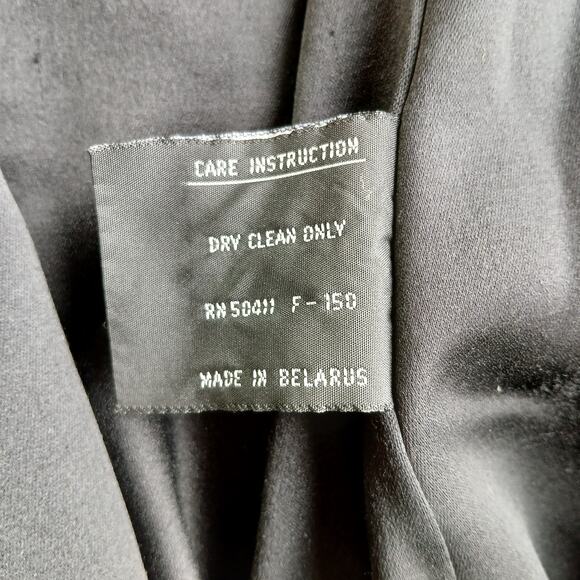 CARE INSTRUCTION
DRY CLEAN ONLY
RN 50411 F-150
MADE IN BELARUS